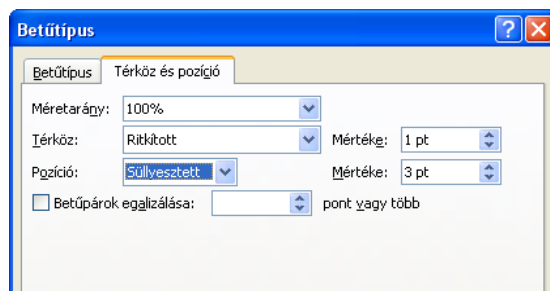 Betűtípus
Betűtípus Térköz és pozíció
Méretarány: 100%
Térköz: Ritkított Mértéke: 1 pt
Pozíció: Süllyesztett Mértéke: 3 pt
Betűpárok egalizálása: pont vagy több